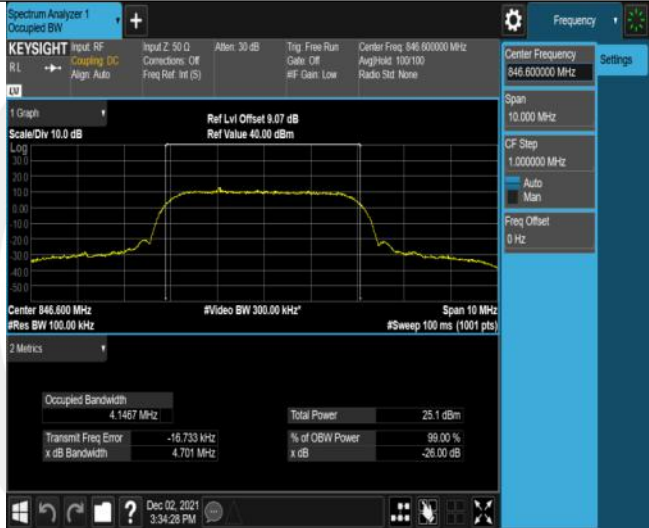 Spectrum Analyzer 1
Occupied BW
+
Frequency
KEYSIGHT Input: RF Input Z: 50 Ω Atten: 30 dB Trig: Free Run Center Freq: 846.600000 MHz
RL Coupling: DC Corrections: Off Gate: Off Avg|Hold: 100/100
Align: Auto Freq Ref: Int (S) #IF Gain: Low Radio Std: None
LV
Center Frequency
846.600000 MHz
Settings
Span
10.000 MHz
CF Step
1.000000 MHz
Auto
Man
Freq Offset
0 Hz
1 Graph
Scale/Div 10.0 dB
Ref Lvl Offset 9.07 dB
Ref Value 40.00 dBm
Log
30.0
20.0
10.0
0.00
-10.0
-20.0
-30.0
-40.0
-50.0
Center 846.600 MHz #Video BW 300.00 kHz* Span 10 MHz
#Res BW 100.00 kHz #Sweep 100 ms (1001 pts)
2 Metrics
Occupied Bandwidth
4.1467 MHz Total Power 25.1 dBm
Transmit Freq Error -16.733 kHz % of OBW Power 99.00 %
x dB Bandwidth 4.701 MHz x dB -26.00 dB
?
Dec 02, 2021
3:34:28 PM